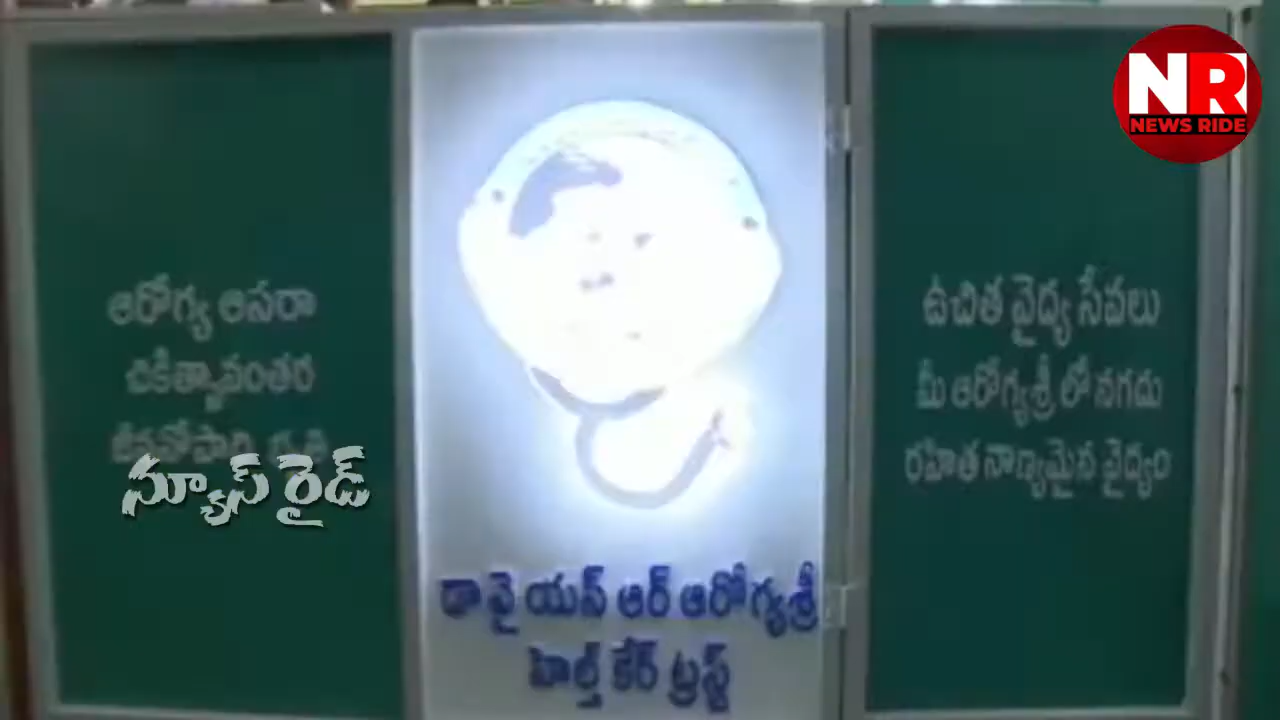 ఆరోగ్య ఆసరా
చికిత్సానంతర
న్యూస్ రైడ్
డా వై యస్ ఆర్ ఆరోగ్యశ్రీ
హెల్త్ కేర్ ట్రస్ట్
ఉచిత వైద్య సేవలు
మీ ఆరోగ్యశ్రీ లో నగదు
రహిత నాణ్యమైన వైద్యం
NR
NEWS RIDE